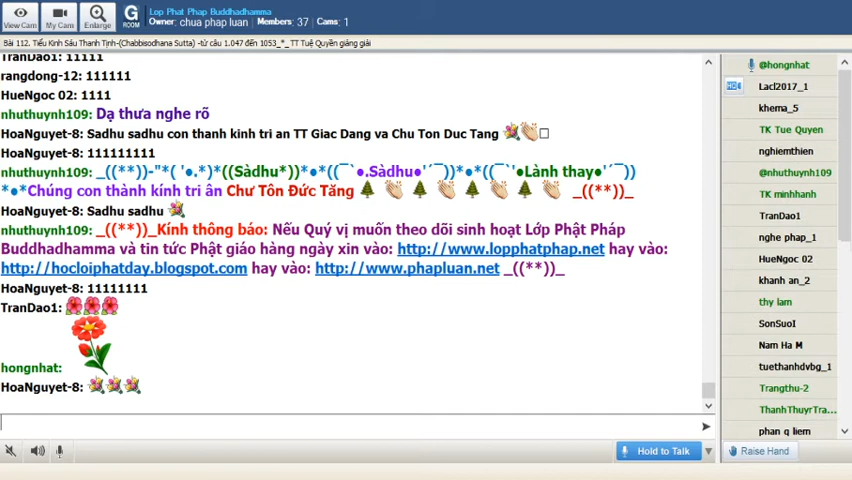 View Cam
My Cam
Enlarge
G
ROOM
Lop Phat Phap Buddhadhamma
Owner: chua phap luan Members: 37 Cams: 1
Bài 112. Tiểu Kinh Sáu Thanh Tịnh-(Chabbisodhana Sutta) -từ câu 1.047 đến 1053_*_ TT Tuệ Quyền giảng giải
TranDao1: 11111
rangdong-12: 111111
HueNgoc 02: 1111
nhuthuynh109: Dạ thưa nghe rõ
HoaNguyet-8: Sadhu sadhu con thanh kinh tri an TT Giac Dang va Chu Ton Duc Tang
HoaNguyet-8: 111111111
nhuthuynh109: _((**))-"*( '●.*)*((Sàdhu*))*●*((¯`●.Sàdhu●'´¯))*●*((¯`'●Lành thay●'´¯))
*●*Chúng con thành kính tri ân Chư Tôn Đức Tăng _((**))_
HoaNguyet-8: Sadhu sadhu
nhuthuynh109: _((**))_Kính thông báo: Nếu Quý vị muốn theo dõi sinh hoạt Lớp Phật Pháp
Buddhadhamma và tin tức Phật giáo hàng ngày xin vào: http://www.lopphatphap.net hay vào:
http://hocloiphatday.blogspot.com hay vào: http://www.phapluan.net _((**))_
HoaNguyet-8: 11111111
TranDao1:
hongnhat:
HoaNguyet-8:
Hold to Talk
@hongnhat
Lacl2017_1
khema_5
TK Tue Quyen
nghiemthien
@nhuthuynh109
TK minhhanh
TranDao1
nghe phap_1
HueNgoc 02
khanh an_2
thy lam
SonSuoI
Nam Ha M
tuethanhdvbg_1
Trangthu-2
ThanhThuyrTra...
phan q liem
Raise Hand